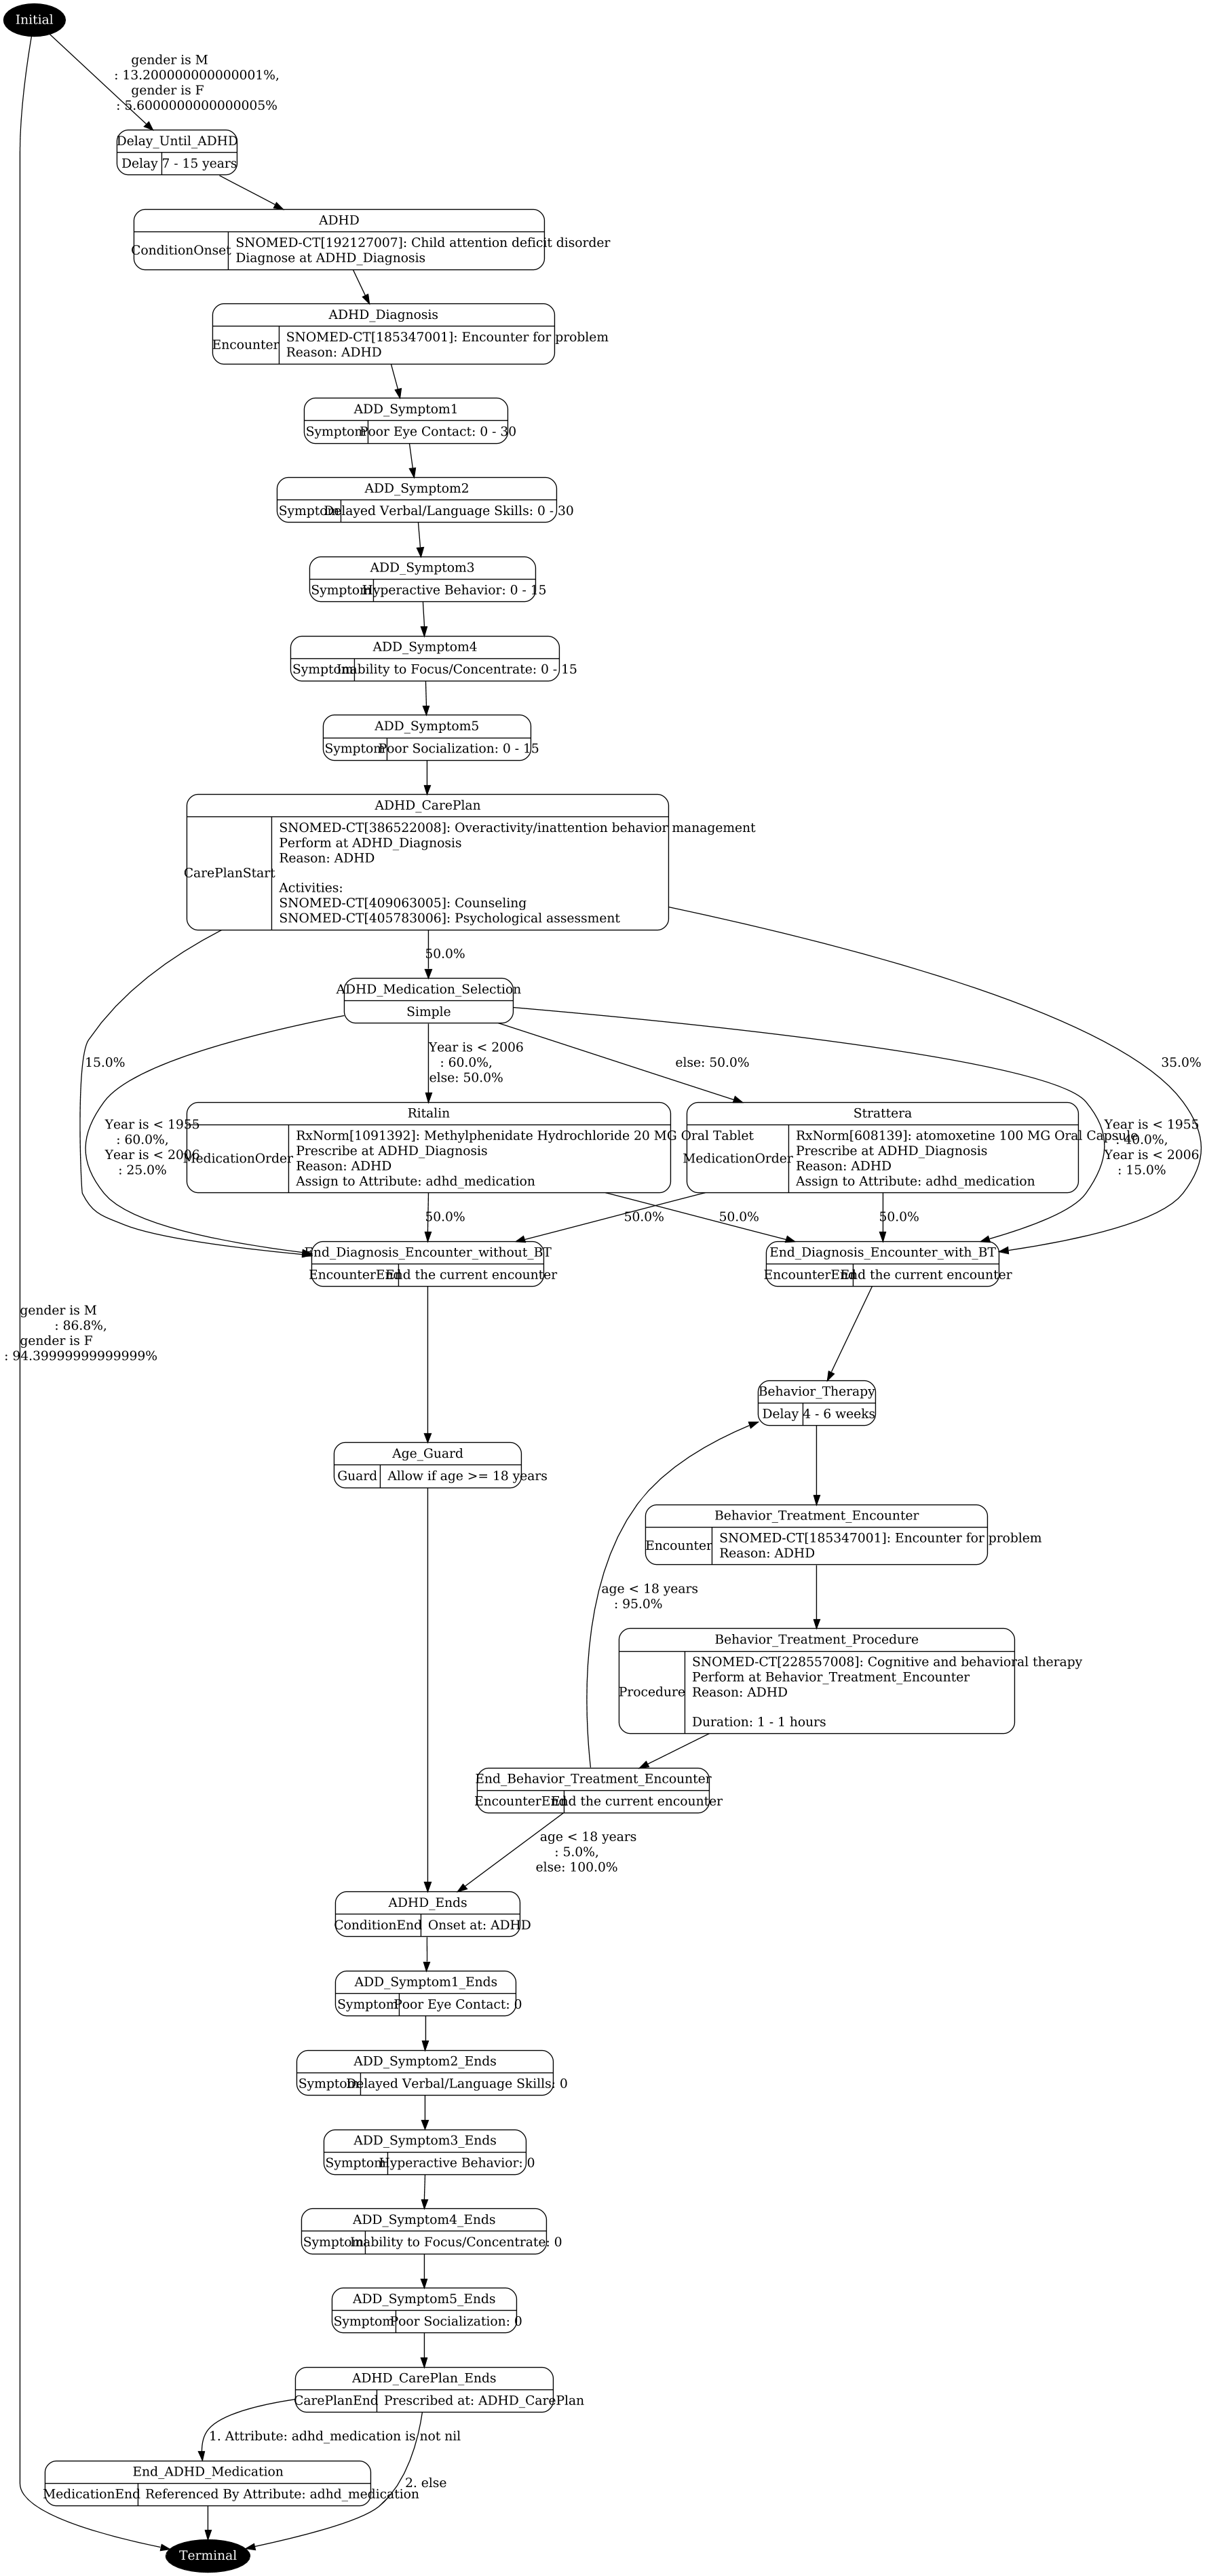 Initial
gender is M
: 13.200000000000001%,
gender is F
: 5.6000000000000005%
Delay_Until_ADHD
Delay
7 - 15 years
ADHD
ConditionOnset
SNOMED-CT[192127007]: Child attention deficit disorder
Diagnose at ADHD_Diagnosis
ADHD_Diagnosis
Encounter
SNOMED-CT[185347001]: Encounter for problem
Reason: ADHD
ADD_Symptom1
Symptom
Poor Eye Contact: 0 - 30
ADD_Symptom2
Symptom
Delayed Verbal/Language Skills: 0 - 30
ADD_Symptom3
Symptom
Hyperactive Behavior: 0 - 15
ADD_Symptom4
Symptom
Inability to Focus/Concentrate: 0 - 15
ADD_Symptom5
Symptom
Poor Socialization: 0 - 15
ADHD_CarePlan
CarePlanStart
SNOMED-CT[386522008]: Overactivity/inattention behavior management
Perform at ADHD_Diagnosis
Reason: ADHD
Activities:
SNOMED-CT[409063005]: Counseling
SNOMED-CT[405783006]: Psychological assessment
50.0%
ADHD_Medication_Selection
Simple
15.0%
Year is < 2006
: 60.0%,
else: 50.0%
else: 50.0%
35.0%
Year is < 1955
: 60.0%,
Year is < 2006
: 25.0%
Ritalin
MedicationOrder
RxNorm[1091392]: Methylphenidate Hydrochloride 20 MG Oral Tablet
Prescribe at ADHD_Diagnosis
Reason: ADHD
Assign to Attribute: adhd_medication
Strattera
MedicationOrder
RxNorm[608139]: atomoxetine 100 MG Oral Capsule
Prescribe at ADHD_Diagnosis
Reason: ADHD
Assign to Attribute: adhd_medication
Year is < 1955
: 40.0%,
Year is < 2006
: 15.0%
50.0%
50.0%
50.0%
50.0%
End_Diagnosis_Encounter_without_BT
EncounterEnd
End the current encounter
End_Diagnosis_Encounter_with_BT
EncounterEnd
End the current encounter
gender is M
: 86.8%,
gender is F
: 94.39999999999999%
Behavior_Therapy
Delay
4 - 6 weeks
Age_Guard
Guard
Allow if age >= 18 years
Behavior_Treatment_Encounter
Encounter
SNOMED-CT[185347001]: Encounter for problem
Reason: ADHD
age < 18 years
: 95.0%
Behavior_Treatment_Procedure
Procedure
SNOMED-CT[228557008]: Cognitive and behavioral therapy
Perform at Behavior_Treatment_Encounter
Reason: ADHD
Duration: 1 - 1 hours
End_Behavior_Treatment_Encounter
EncounterEnd
End the current encounter
age < 18 years
: 5.0%,
else: 100.0%
ADHD_Ends
ConditionEnd
Onset at: ADHD
ADD_Symptom1_Ends
Symptom
Poor Eye Contact: 0
ADD_Symptom2_Ends
Symptom
Delayed Verbal/Language Skills: 0
ADD_Symptom3_Ends
Symptom
Hyperactive Behavior: 0
ADD_Symptom4_Ends
Symptom
Inability to Focus/Concentrate: 0
ADD_Symptom5_Ends
Symptom
Poor Socialization: 0
ADHD_CarePlan_Ends
CarePlanEnd
Prescribed at: ADHD_CarePlan
1. Attribute: adhd_medication is not nil
2. else
End_ADHD_Medication
MedicationEnd
Referenced By Attribute: adhd_medication
Terminal